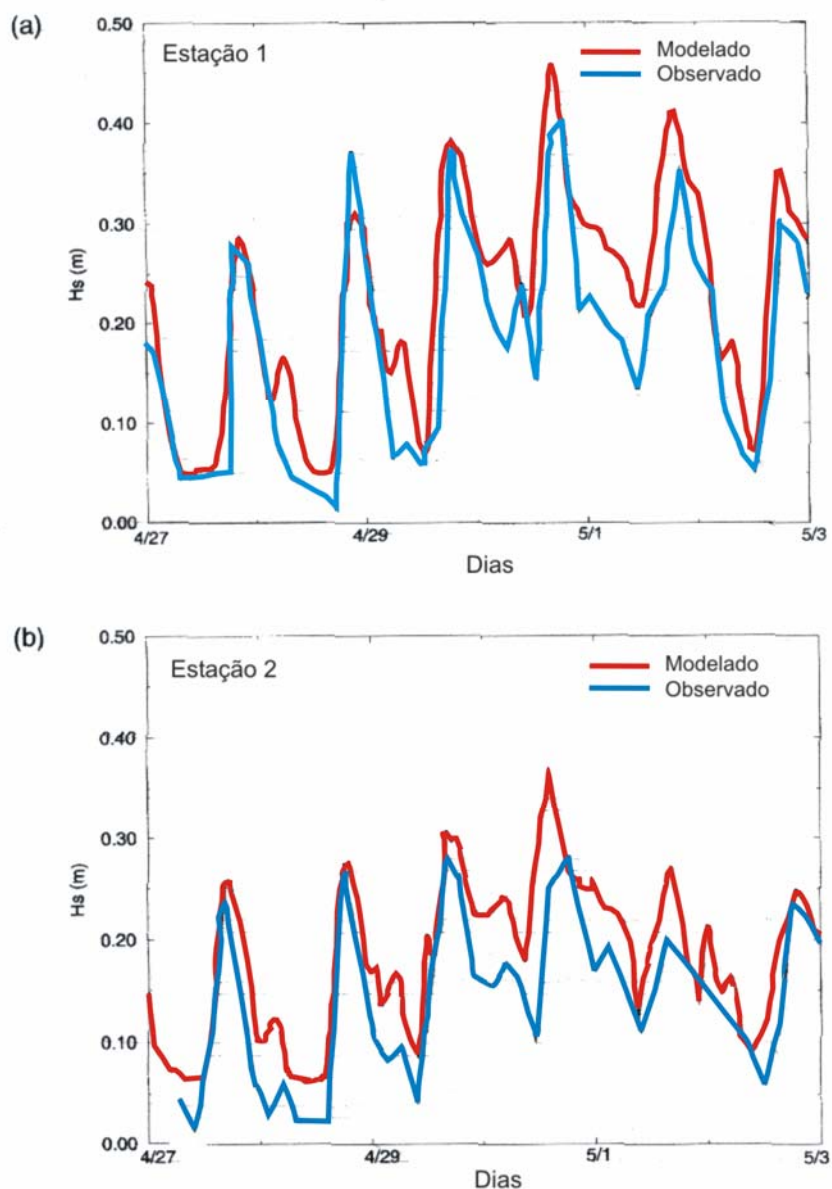 (a)
Estação 1
Modelado
Observado
0.50
0.40
0.30
0.20
0.10
0.00
Hs (m)
4/27
4/29
5/1
5/3
Dias
(b)
Estação 2
Modelado
Observado
0.50
0.40
0.30
0.20
0.10
0.00
Hs (m)
4/27
4/29
5/1
5/3
Dias